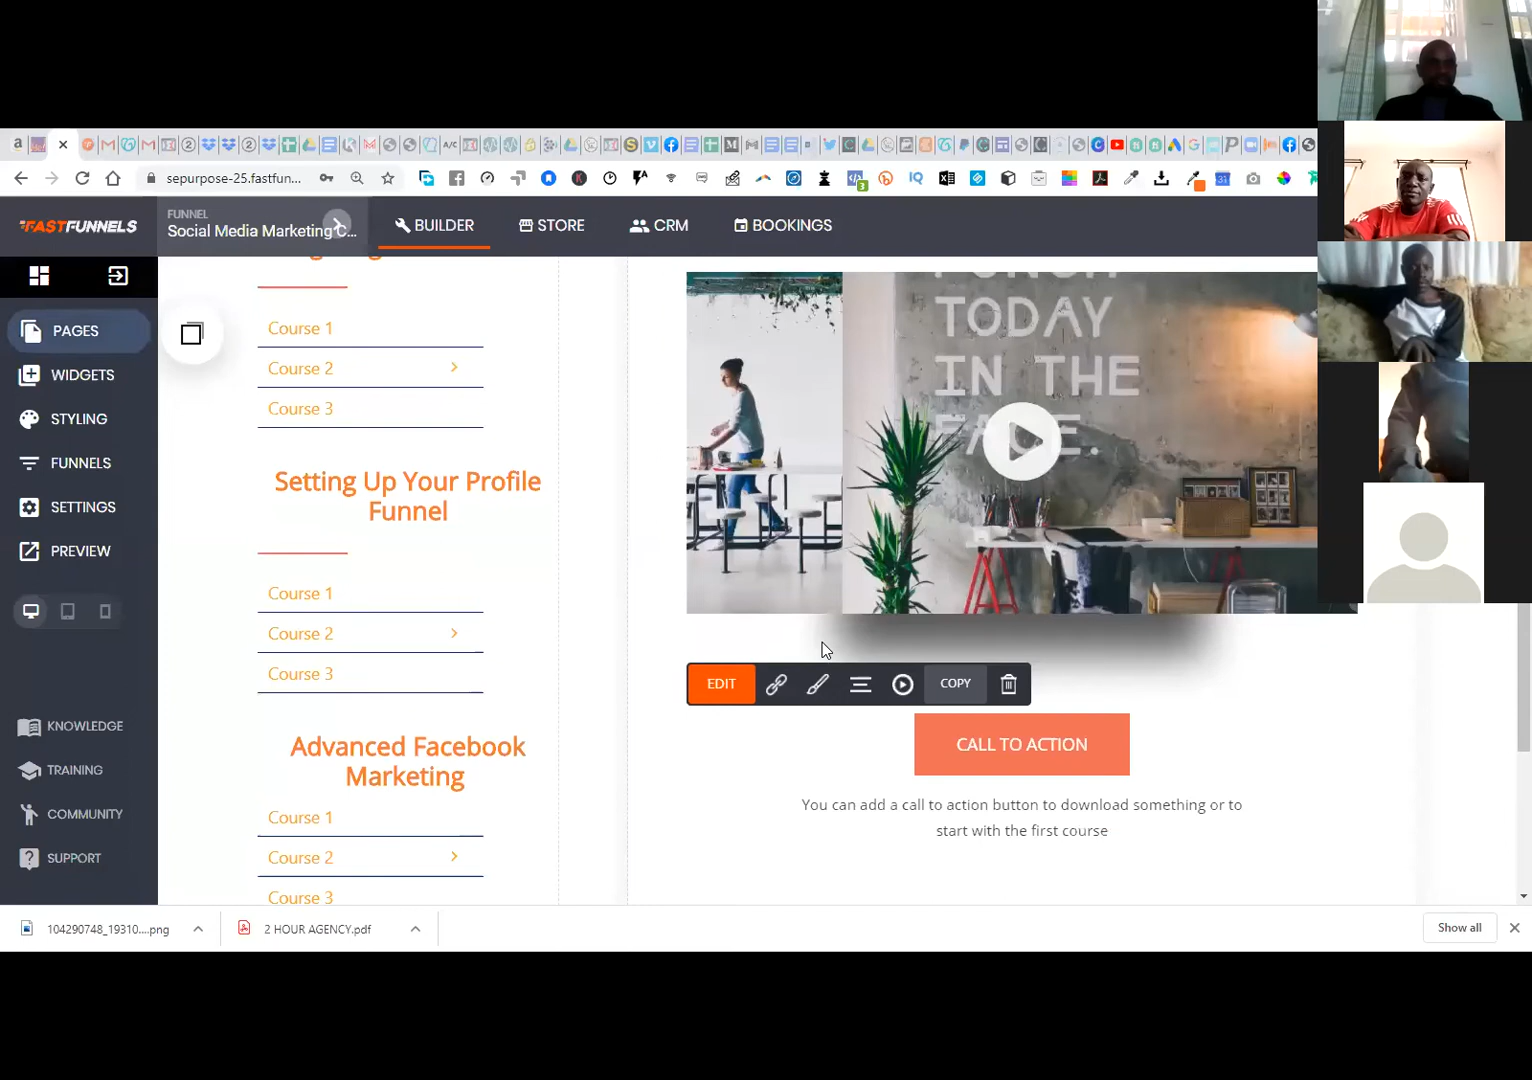 sepurpose-25.fastfun...
FASTFUNNELS
FUNNEL
Social Media Marketing C...
BUILDER
STORE
CRM
BOOKINGS
PAGES
WIDGETS
STYLING
FUNNELS
SETTINGS
PREVIEW
KNOWLEDGE
TRAINING
COMMUNITY
SUPPORT
Course 1
Course 2
Course 3
Setting Up Your Profile
Funnel
Course 1
Course 2
Course 3
Advanced Facebook
Marketing
Course 1
Course 2
Course 3
TODAY
IN THE
FACE.
EDIT
COPY
CALL TO ACTION
You can add a call to action button to download something or to
start with the first course
104290748_19310....png
2 HOUR AGENCY.pdf
Show all